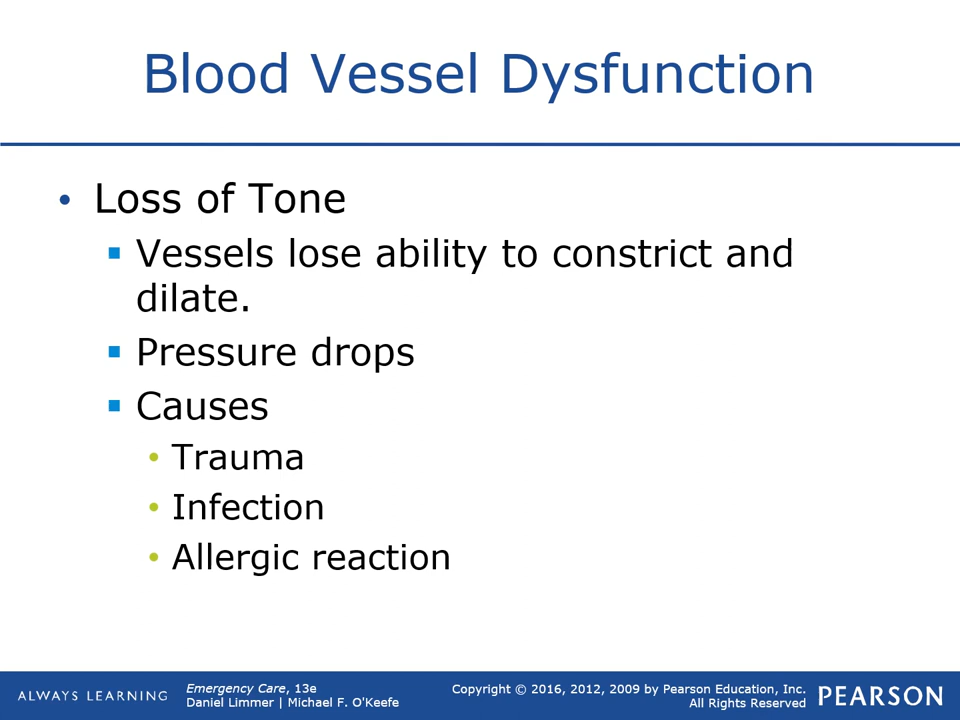 Blood Vessel Dysfunction
• Loss of Tone
▪ Vessels lose ability to constrict and
dilate.
▪ Pressure drops
▪ Causes
• Trauma
• Infection
• Allergic reaction
ALWAYS LEARNING
Emergency Care, 13e
Daniel Limmer | Michael F. O'Keefe
Copyright © 2016, 2012, 2009 by Pearson Education, Inc.
All Rights Reserved
PEARSON